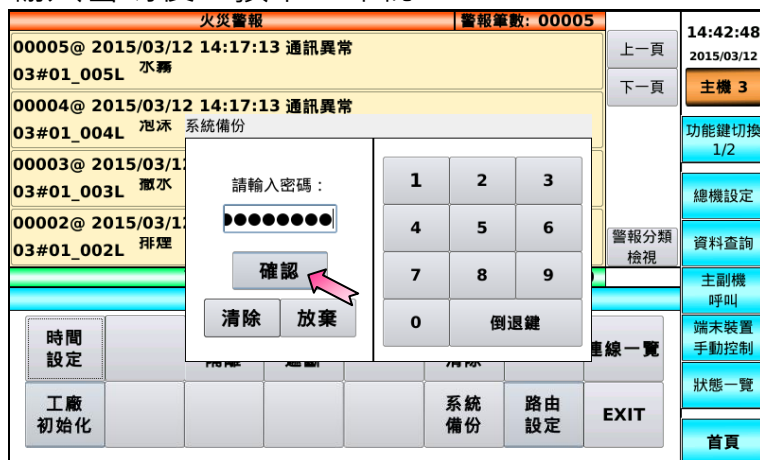 火災警報
警報筆數: 00005
00005@ 2015/03/12 14:17:13 通訊異常
03#01_005L 水霧
00004@ 2015/03/12 14:17:13 通訊異常
03#01_004L 泡沫
00003@ 2015/03/1
03#01_003L 撒水
00002@ 2015/03/1
03#01_002L 排煙
上一頁
下一頁
警報分類
檢視
系統備份
請輸入密碼：
●●●●●●●●
確認
清除
放棄
1 2 3
4 5 6
7 8 9
0 倒退鍵
時間
設定
連線一覽
工廠
初始化
系統
備份
路由
設定
EXIT
14:42:48
2015/03/12
主機 3
功能鍵切換
1/2
總機設定
資料查詢
主副機
呼叫
端末裝置
手動控制
狀態一覽
首頁